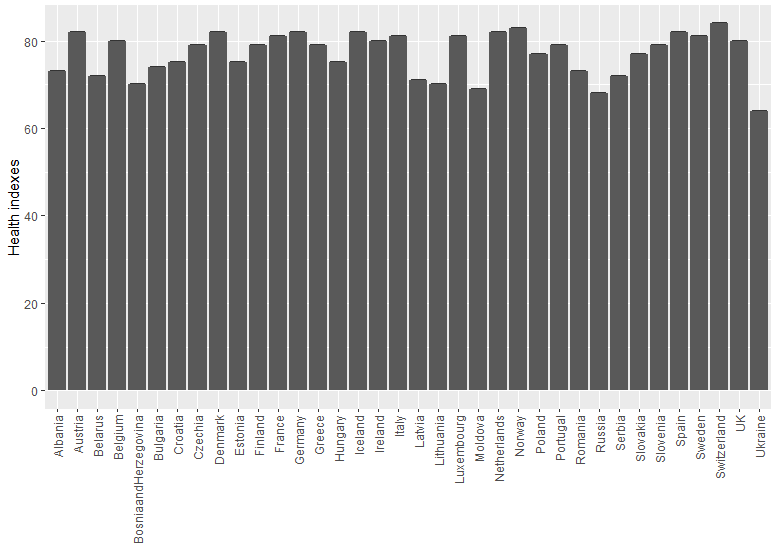 Health indexes
80
60
40
20
0
Albania
Austria
Belarus
Belgium
BosniaandHerzegovina
Bulgaria
Croatia
Czechia
Denmark
Estonia
Finland
France
Germany
Greece
Hungary
Iceland
Ireland
Italy
Latvia
Lithuania
Luxembourg
Moldova
Netherlands
Norway
Poland
Portugal
Romania
Russia
Serbia
Slovakia
Slovenia
Spain
Sweden
Switzerland
UK
Ukraine